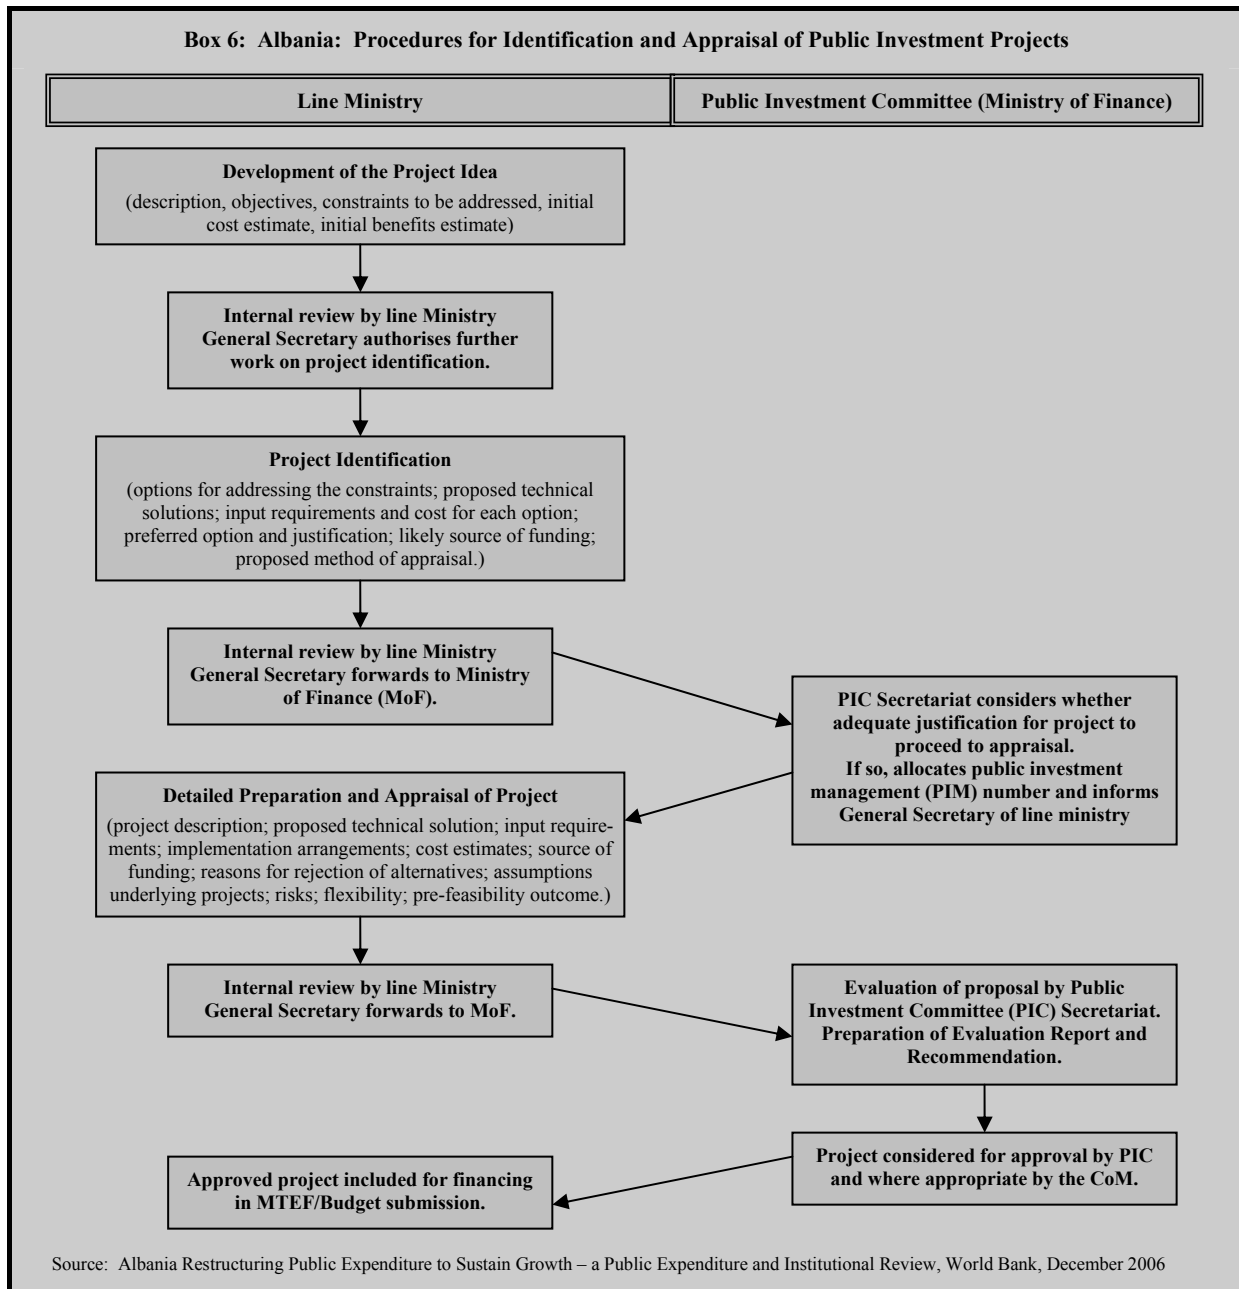 Box 6: Albania: Procedures for Identification and Appraisal of Public Investment Projects
Line Ministry
Public Investment Committee (Ministry of Finance)
Development of the Project Idea
(description, objectives, constraints to be addressed, initial
cost estimate, initial benefits estimate)
Internal review by line Ministry
General Secretary authorises further
work on project identification.
Project Identification
(options for addressing the constraints; proposed technical
solutions; input requirements and cost for each option;
preferred option and justification; likely source of funding;
proposed method of appraisal.)
Internal review by line Ministry
General Secretary forwards to Ministry
of Finance (MoF).
PIC Secretariat considers whether
adequate justification for project to
proceed to appraisal.
If so, allocates public investment
management (PIM) number and informs
General Secretary of line ministry
Detailed Preparation and Appraisal of Project
(project description; proposed technical solution; input require-
ments; implementation arrangements; cost estimates; source of
funding; reasons for rejection of alternatives; assumptions
underlying projects; risks; flexibility; pre-feasibility outcome.)
Internal review by line Ministry
General Secretary forwards to MoF.
Evaluation of proposal by Public
Investment Committee (PIC) Secretariat.
Preparation of Evaluation Report and
Recommendation.
Project considered for approval by PIC
and where appropriate by the CoM.
Approved project included for financing
in MTEF/Budget submission.
Source: Albania Restructuring Public Expenditure to Sustain Growth – a Public Expenditure and Institutional Review, World Bank, December 2006